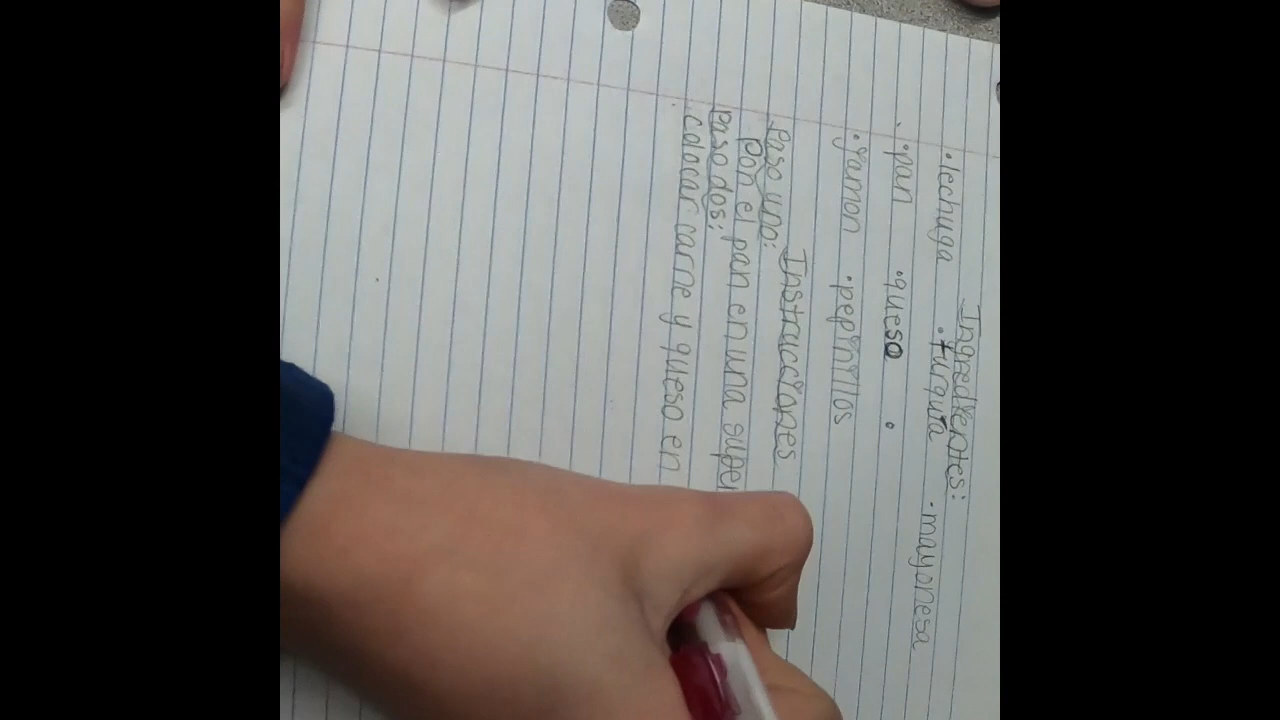 Ingredientes:
·lechuga ·turquía ·mayonesa
·pan ·queso ·
·jamon ·pepinillos
Instrucciones
Paso uno:
pon el pan en una super
Paso dos:
colocar carne y queso en